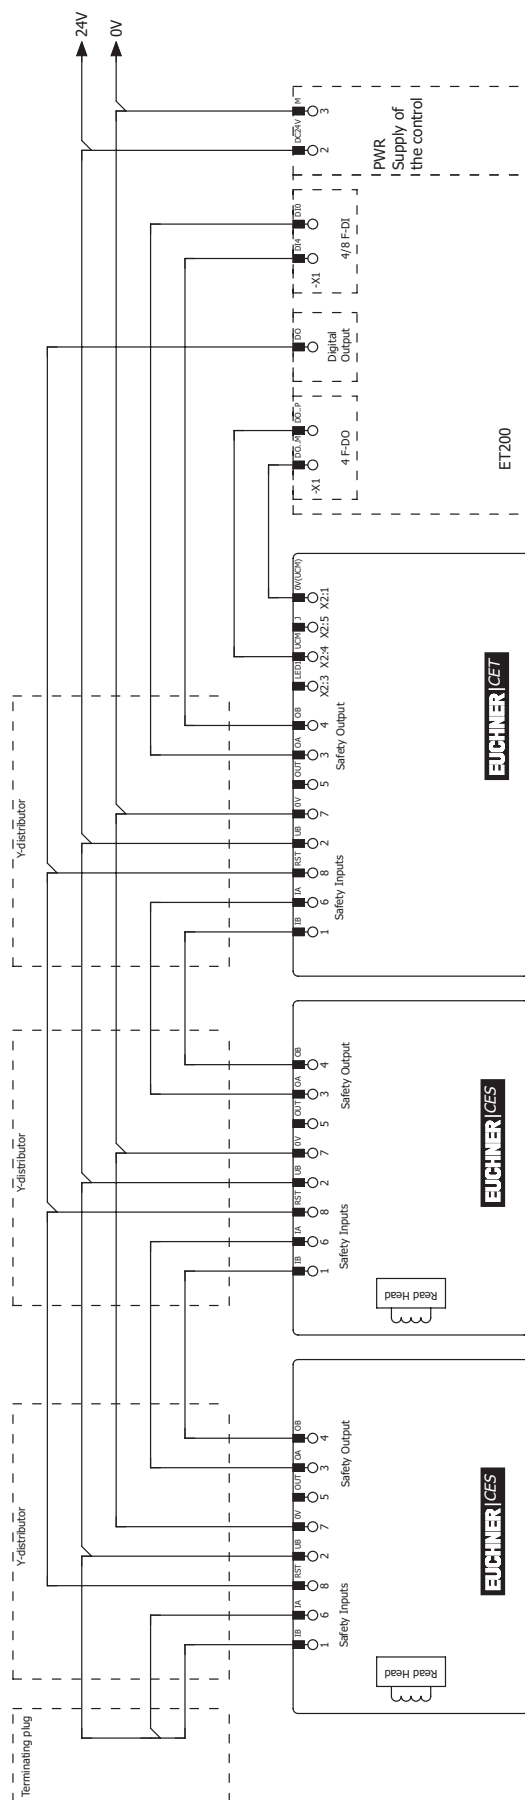 24V
0V
Terminating plug
Y-distributor
Y-distributor
Y-distributor
IB
IA
RST
UB
0V
OUT
OA
OB
1
6
8
2
7
5
3
4
Safety Inputs
Safety Output
Read Head
EUCHNER|CES
IB
IA
RST
UB
0V
OUT
OA
OB
1
6
8
2
7
5
3
4
Safety Inputs
Safety Output
Read Head
EUCHNER|CES
IB
IA
RST
UB
0V
OUT
OA
OB
LED1
UCM
J
0V(UCM)
1
6
8
2
7
5
3
4
X2:3
X2:4
X2:5
X2:1
Safety Inputs
Safety Output
EUCHNER|CET
DO..M
DO..P
-X1
4 F-DO
DO
Digital
Output
DI4
DI0
-X1
4/8 F-DI
ET200
DC24V
M
2
3
PWR
Supply of
the control